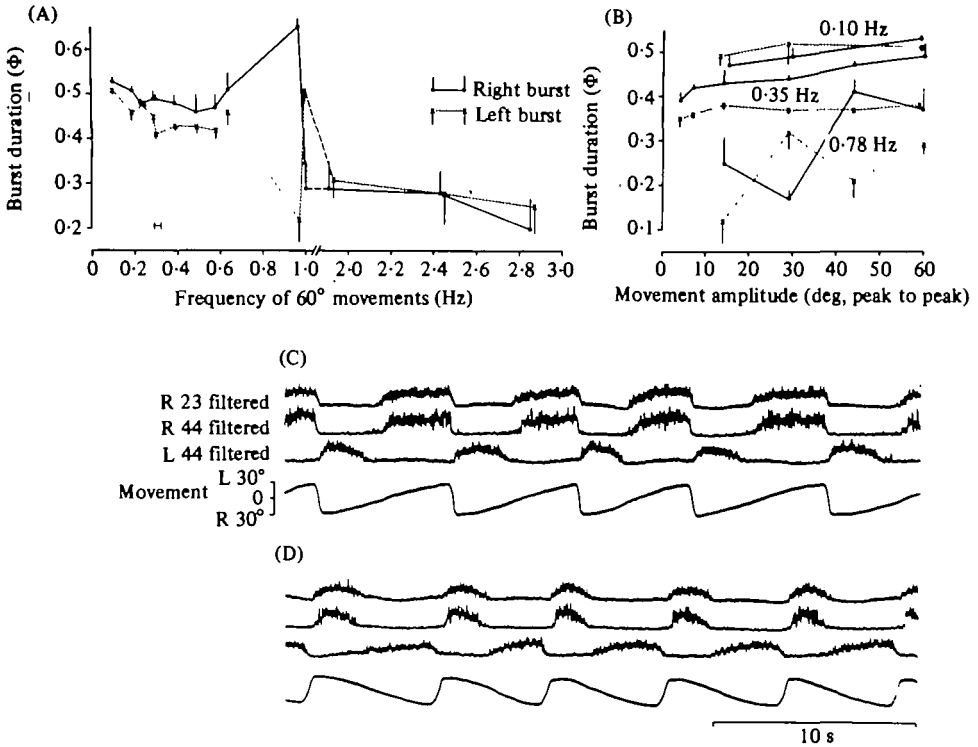 (A)
0·6
0·5
0·4
0·3
0·2
Burst duration (Φ)
0 0·2 0·4 0·6 0·8 1·0 2·0 2·2 2·4 2·6 2·8 3·0
Frequency of 60° movements (Hz)
Right burst
Left burst
(B)
0·5
0·4
0·3
0·2
0·1
Burst duration (Φ)
0·10 Hz
0·35 Hz
0·78 Hz
0 10 20 30 40 50 60
Movement amplitude (deg, peak to peak)
(C)
R 23 filtered
R 44 filtered
L 44 filtered
Movement
L 30°
0
R 30°
(D)
10 s